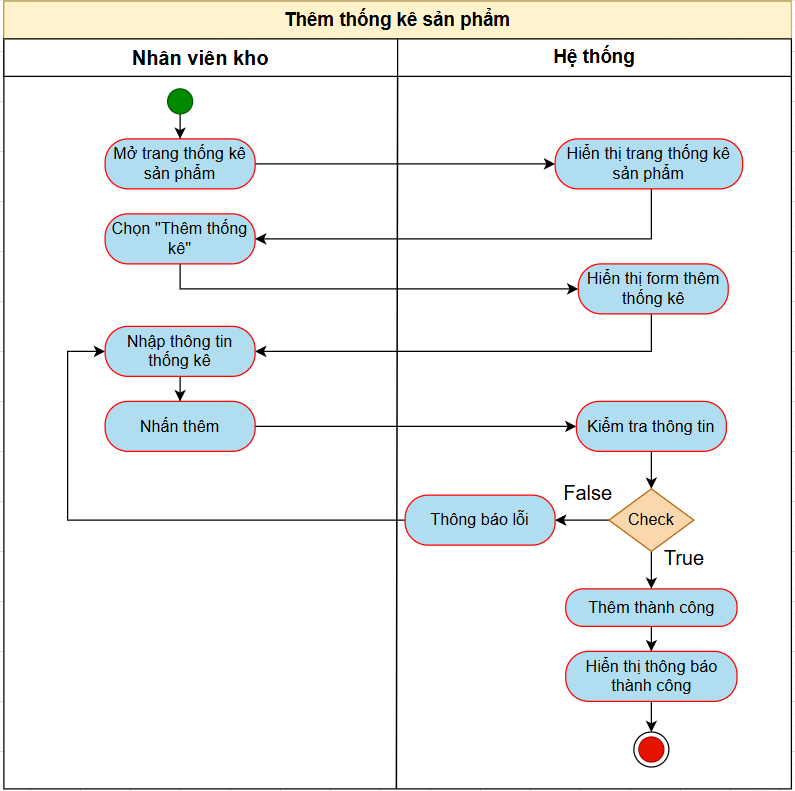 Thêm thống kê sản phẩm
Nhân viên kho
Hệ thống
Mở trang thống kê
sản phẩm
Hiển thị trang thống kê
sản phẩm
Chọn "Thêm thống
kê"
Hiển thị form thêm
thống kê
Nhập thông tin
thống kê
Nhấn thêm
Kiểm tra thông tin
False
Thông báo lỗi
Check
True
Thêm thành công
Hiển thị thông báo
thành công